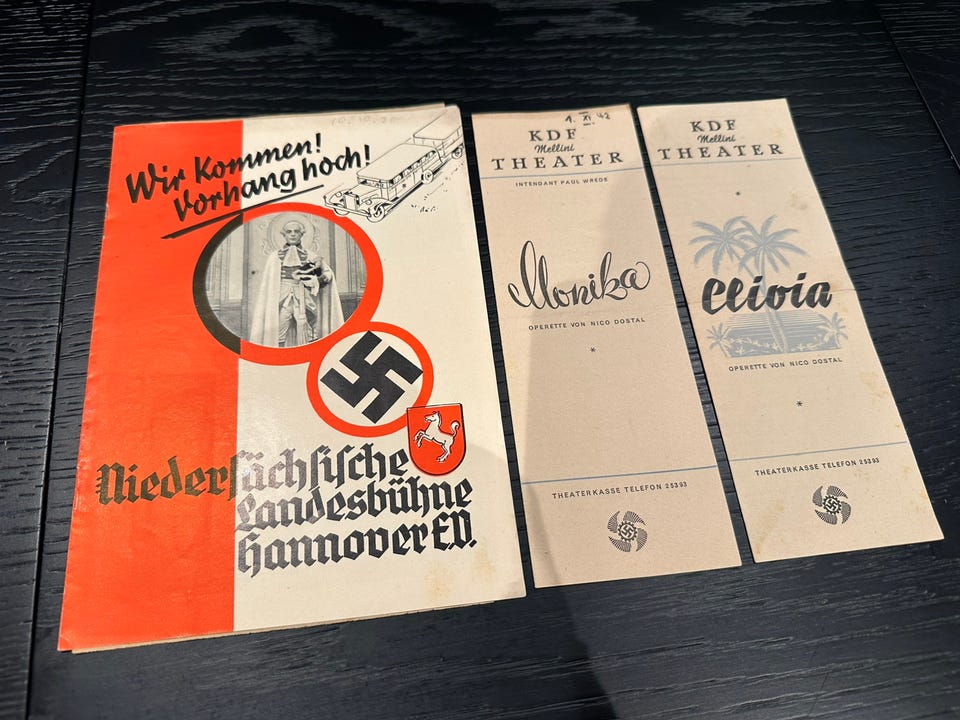 Wir Kommen!
Vorhang hoch!
Niedersächsische
Landesbühne
Hannover E.V.
1. XI. 42
KDF
Mellini
THEATER
INTENDANT PAUL WREDE
Monika
OPERETTE VON NICO DOSTAL
*
THEATERKASSE TELEFON 25393
KDF
Mellini
THEATER
*
Clivia
OPERETTE VON NICO DOSTAL
*
THEATERKASSE TELEFON 25393